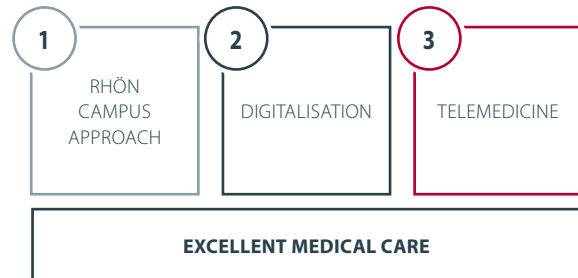 1
RHÖN
CAMPUS
APPROACH
2
DIGITALISATION
3
TELEMEDICINE
EXCELLENT MEDICAL CARE